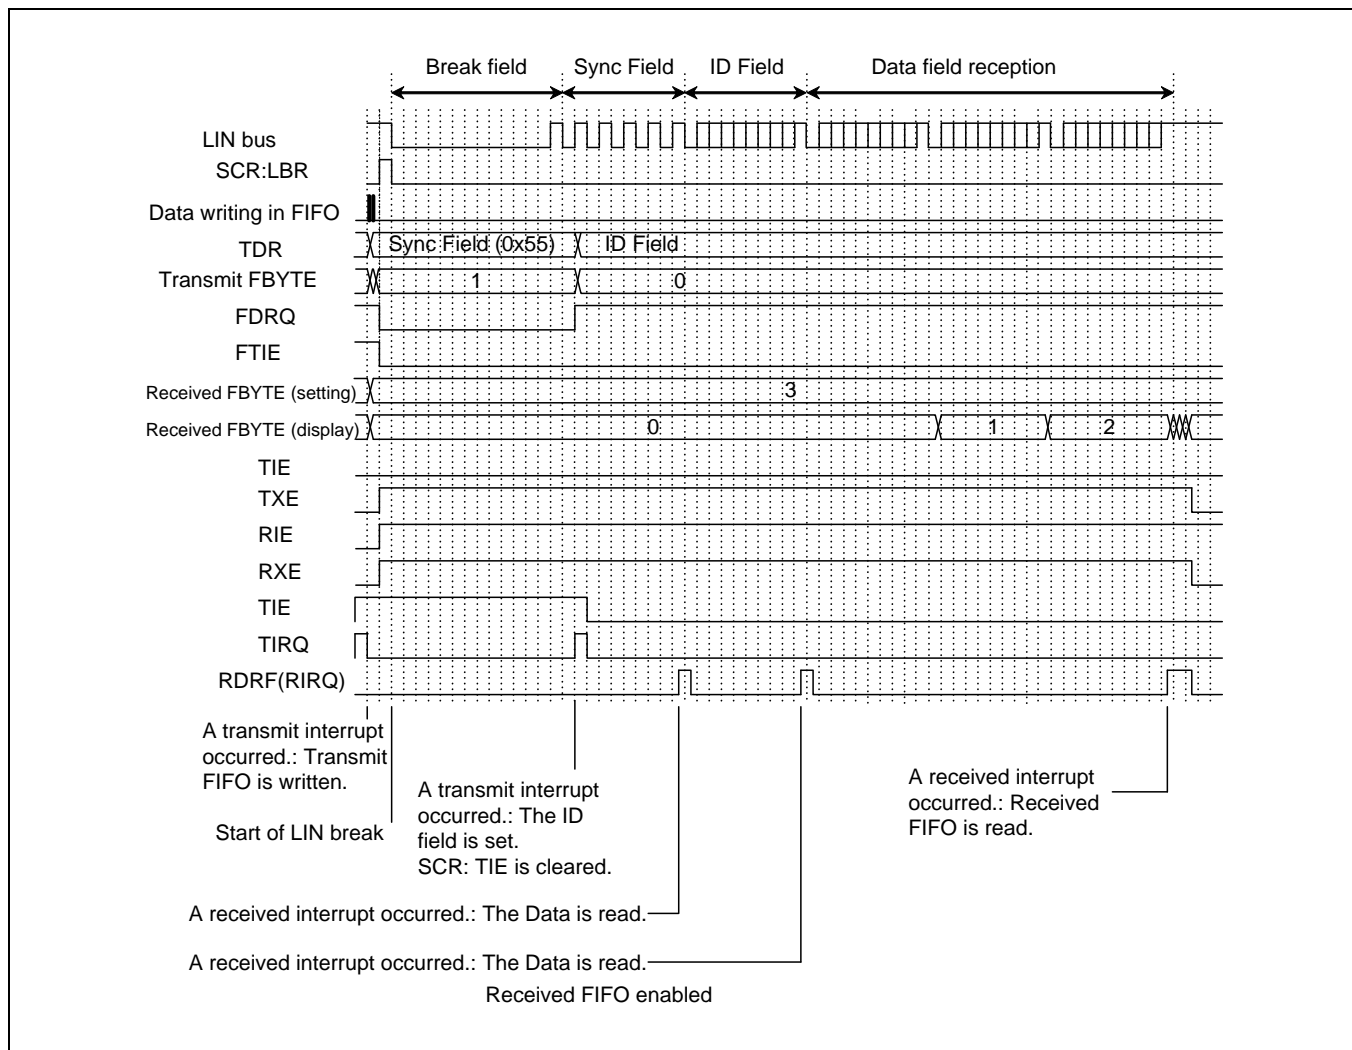 Break field Sync Field ID Field Data field reception
LIN bus
SCR:LBR
Data writing in FIFO
TDR Sync Field (0x55) ID Field
Transmit FBYTE 1 0
FDRQ
FTIE
Received FBYTE (setting) 3
Received FBYTE (display) 0 1 2
TIE
TXE
RIE
RXE
TIE
TIRQ
RDRF(RIRQ)
A transmit interrupt
occurred.: Transmit
FIFO is written.
Start of LIN break
A transmit interrupt
occurred.: The ID
field is set.
SCR: TIE is cleared.
A received interrupt
occurred.: Received
FIFO is read.
A received interrupt occurred.: The Data is read.
A received interrupt occurred.: The Data is read.
Received FIFO enabled